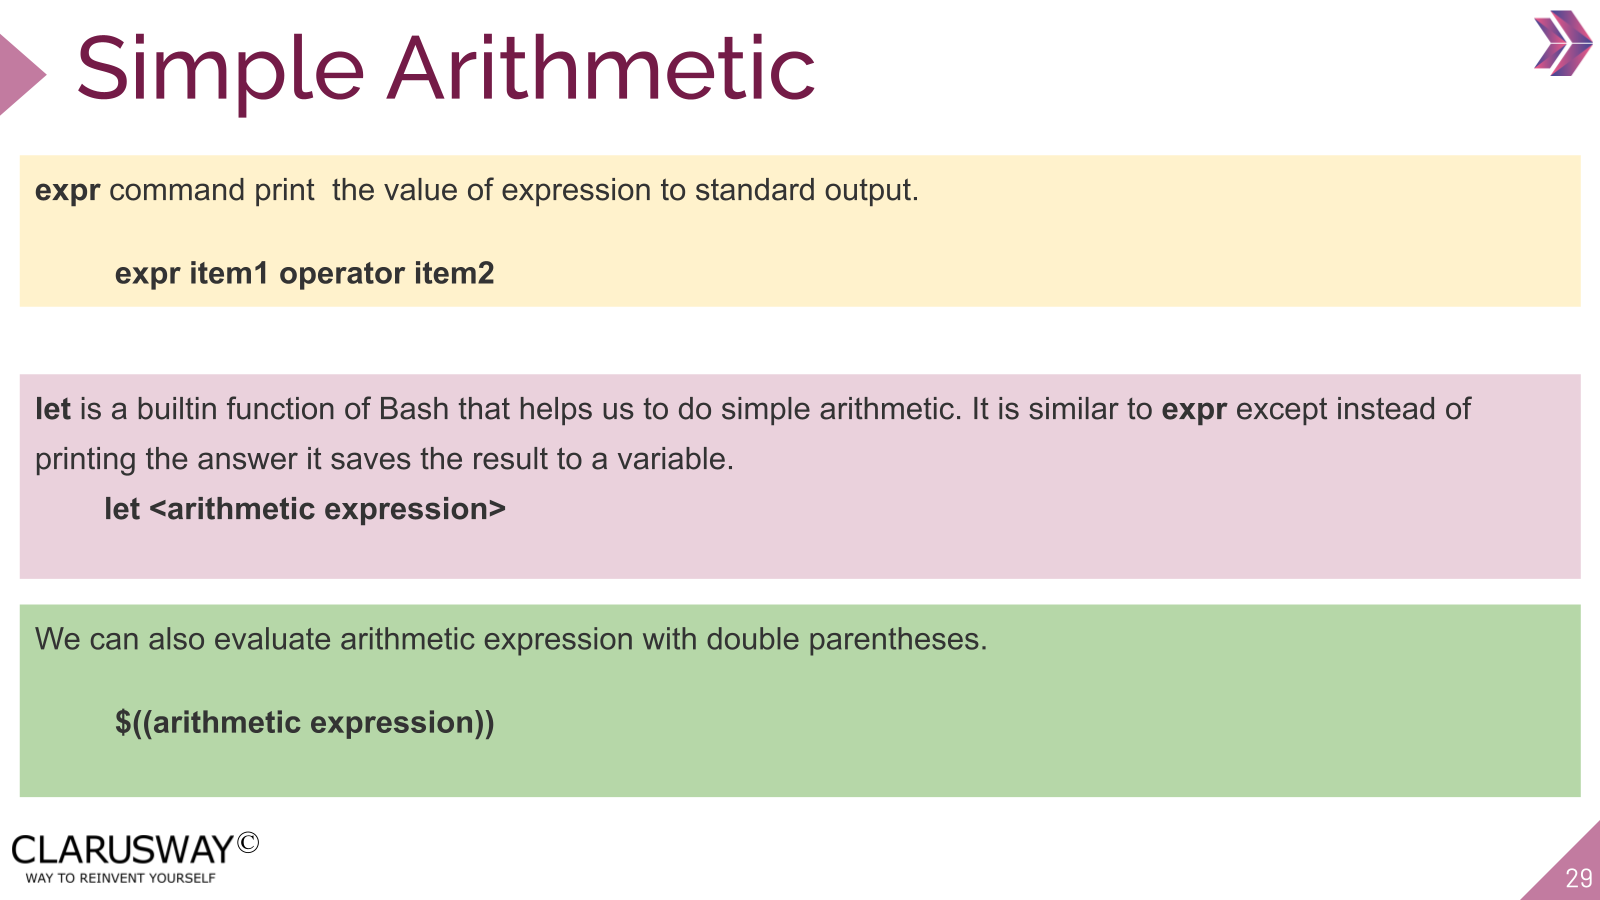 Simple Arithmetic
expr command print  the value of expression to standard output.
expr item1 operator item2
let is a builtin function of Bash that helps us to do simple arithmetic. It is similar to expr except instead of
printing the answer it saves the result to a variable.
let <arithmetic expression>
We can also evaluate arithmetic expression with double parentheses.
$((arithmetic expression))
CLARUSWAY©
WAY TO REINVENT YOURSELF
29